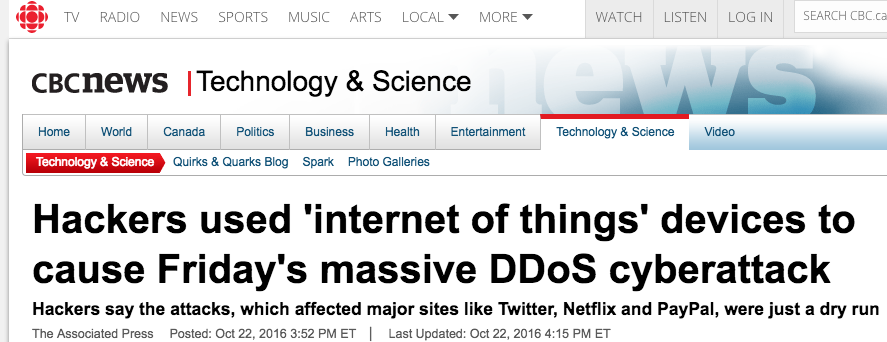 TV RADIO NEWS SPORTS MUSIC ARTS LOCAL MORE WATCH LISTEN LOG IN SEARCH CBC.ca
news
CBCnews | Technology & Science
Home World Canada Politics Business Health Entertainment Technology & Science Video
Technology & Science Quirks & Quarks Blog Spark Photo Galleries
Hackers used 'internet of things' devices to
cause Friday's massive DDoS cyberattack
Hackers say the attacks, which affected major sites like Twitter, Netflix and PayPal, were just a dry run
The Associated Press Posted: Oct 22, 2016 3:52 PM ET | Last Updated: Oct 22, 2016 4:15 PM ET